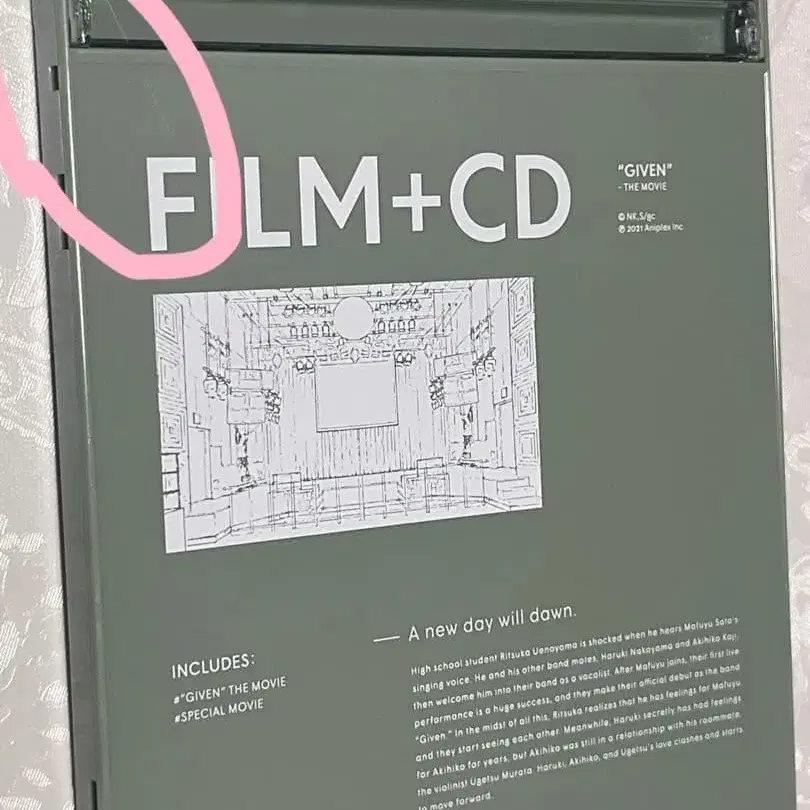 FILM+CD
“GIVEN”
- THE MOVIE
© NK,S/gc
℗ 2021 Aniplex Inc
A new day will dawn.
INCLUDES:
#“GIVEN” THE MOVIE
#SPECIAL MOVIE
High school student Ritsuka Uenoyama is shocked when he hears Mafuyu Sato's
singing voice. He and his other band mates, Haruki Nakayama and Akihiko Kaji,
then welcome him into their band as a vocalist. After Mafuyu joins, their first live
performance is a huge success, and they make their official debut as the band
“Given.” In the midst of all this, Ritsuka realizes that he has feelings for Mafuyu
and they start seeing each other. Meanwhile, Haruki secretly has had feelings
for Akihiko for years, but Akihiko was still in a relationship with his roommate,
the violinist Ugetsu Murata. Haruki, Akihiko, and Ugetsu's love clashes and starts
to move forward.